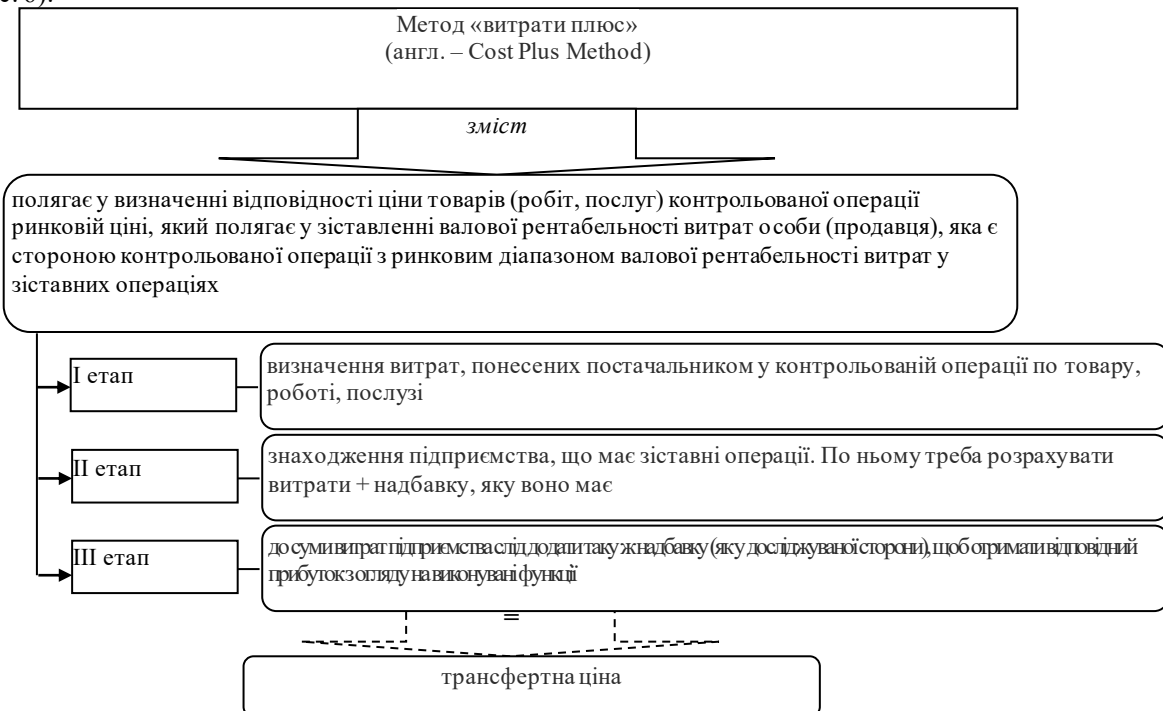 Метод «витрати плюс»
(англ. – Cost Plus Method)
зміст
полягає у визначенні відповідності ціни товарів (робіт, послуг) контрольованої операції
ринковій ціні, який полягає у зіставленні валової рентабельності витрат особи (продавця), яка є
стороною контрольованої операції з ринковим діапазоном валової рентабельності витрат у
зіставних операціях
І етап
визначення витрат, понесених постачальником у контрольованій операції по товару,
роботі, послузі
ІІ етап
знаходження підприємства, що має зіставні операції. По ньому треба розрахувати
витрати + надбавку, яку воно має
ІІІ етап
до суми витрат підприємства слід додати таку ж надбавку (як у досліджуваної сторони), щоб отримати відповідний
прибуток з огляду на виконувані функції
=
трансфертна ціна